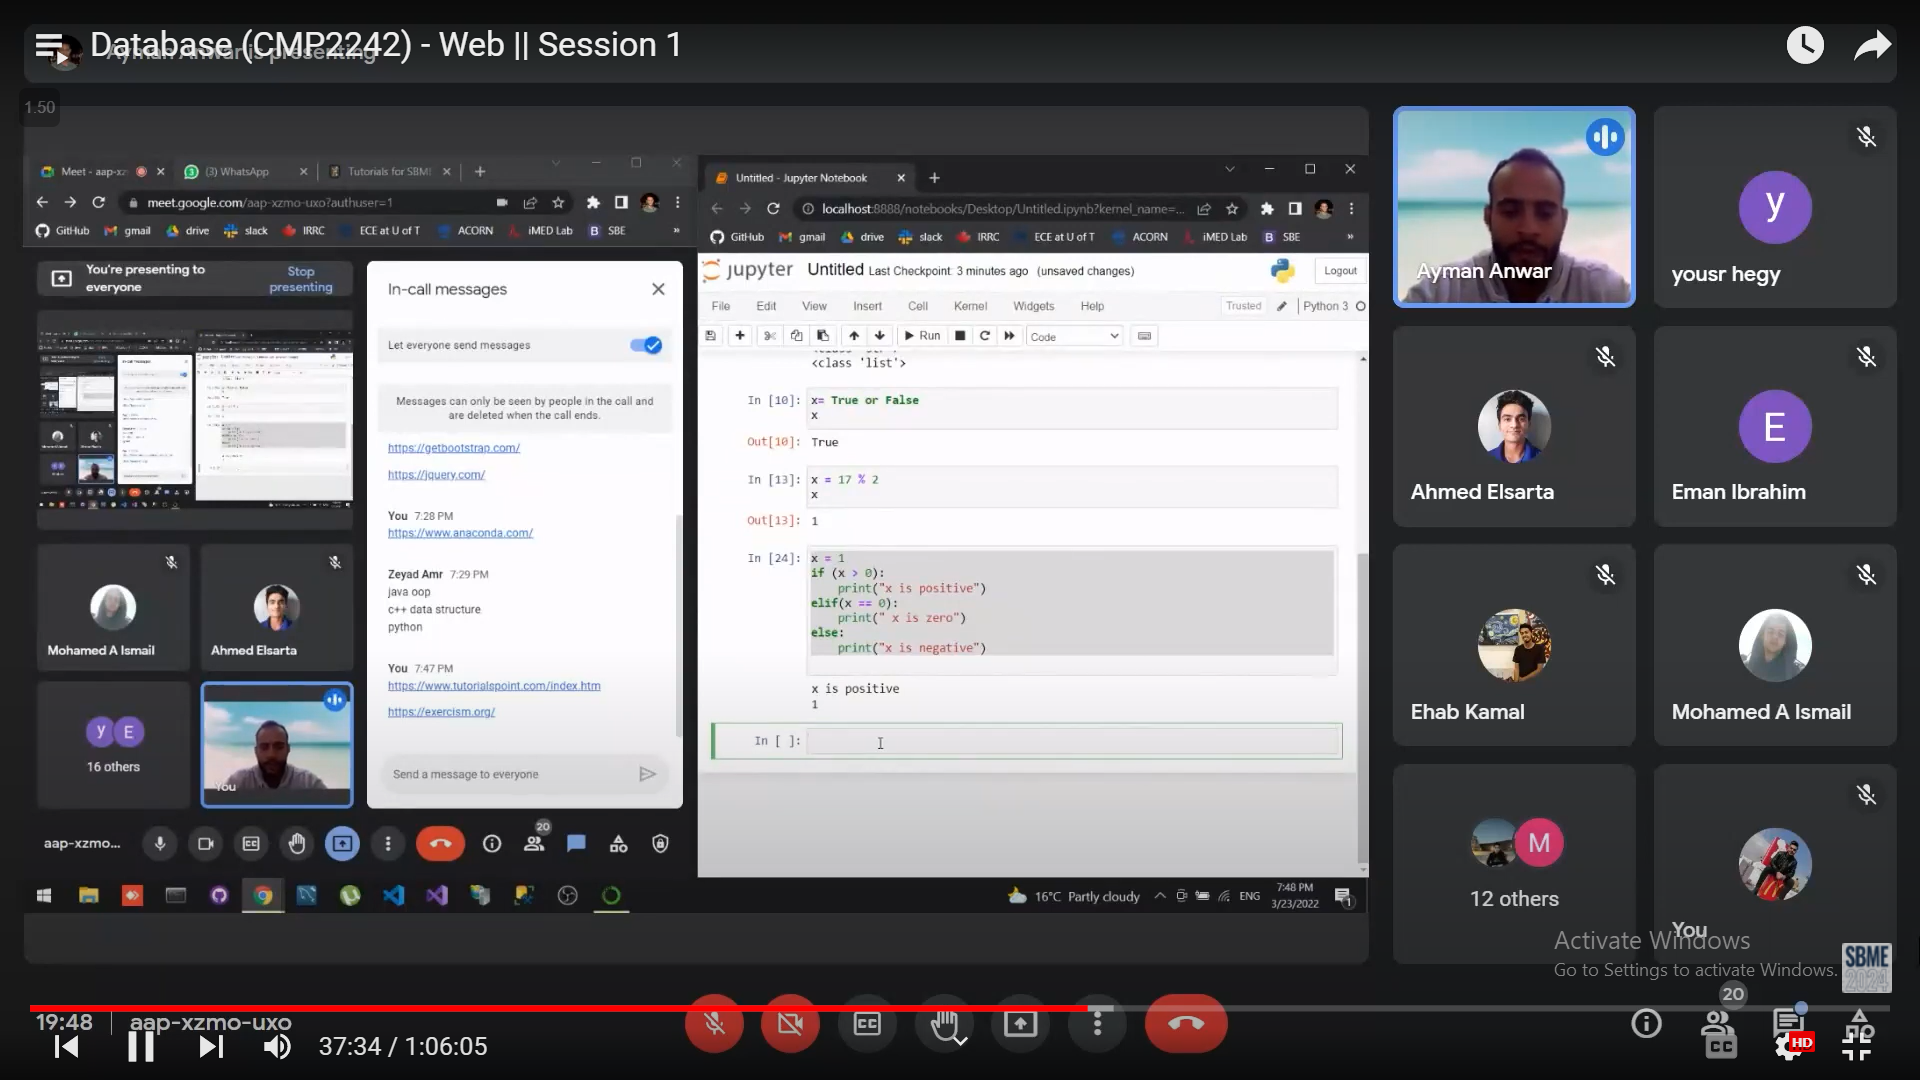 Database (CMP2242) - Web || Session 1
Ayman Anwar is presenting
1.50
Meet - aap-xz
(3) WhatsApp
Tutorials for SBM
meet.google.com/aap-xzmo-uxo?authuser=1
GitHub
gmail
drive
slack
IRRC
ECE at U of T
ACORN
iMED Lab
SBE
»
You're presenting to
everyone
Stop
presenting
Mohamed A Ismail
Ahmed Elsarta
y
E
16 others
You
In-call messages
Let everyone send messages
Messages can only be seen by people in the call and
are deleted when the call ends.
https://getbootstrap.com/
https://jquery.com/
You 7:28 PM
https://www.anaconda.com/
Zeyad Amr 7:29 PM
java oop
c++ data structure
python
You 7:47 PM
https://www.tutorialspoint.com/index.htm
https://exercism.org/
Send a message to everyone
aap-xzmo...
20
Untitled - Jupyter Notebook
localhost:8888/notebooks/Desktop/Untitled.ipynb?kernel_name=...
GitHub
gmail
drive
slack
IRRC
ECE at U of T
ACORN
iMED Lab
SBE
»
jupyter Untitled Last Checkpoint: 3 minutes ago (unsaved changes)
Logout
File Edit View Insert Cell Kernel Widgets Help
Trusted
Python 3
Run
Code
<class 'list'>
In [10]: x= True or False
x
Out[10]: True
In [13]: x = 17 % 2
x
Out[13]: 1
In [24]: x = 1
if (x > 0):
print("x is positive")
elif(x == 0):
print(" x is zero")
else:
print("x is negative")
x is positive
1
In [ ]:
16°C Partly cloudy
ENG
7:48 PM
3/23/2022
1
Ayman Anwar
y
yousr hegy
Ahmed Elsarta
E
Eman Ibrahim
Ehab Kamal
Mohamed A Ismail
M
12 others
You
Activate Windows
Go to Settings to activate Windows.
SBME
2024
19:48 | aap-xzmo-uxo
CC
20
37:34 / 1:06:05
CC
HD